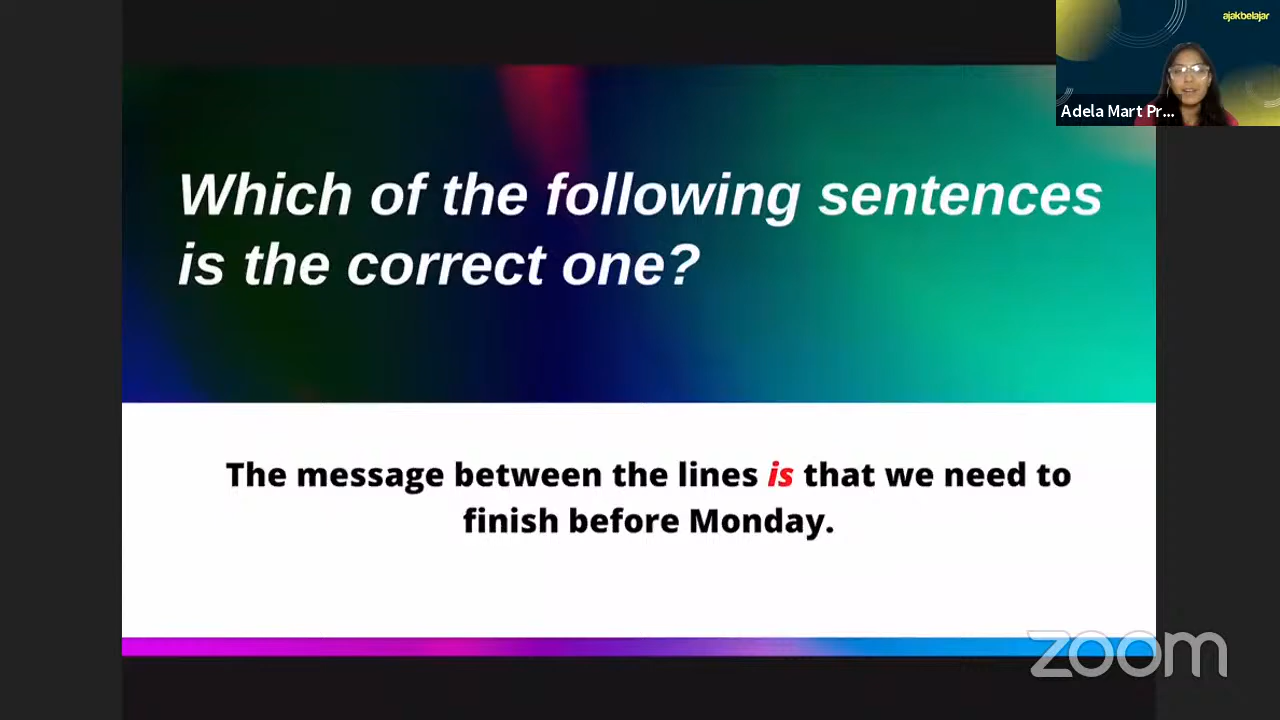 ajakbelajar
Adela Mart Pr...
Which of the following sentences
is the correct one?
The message between the lines is that we need to
finish before Monday.
zoom